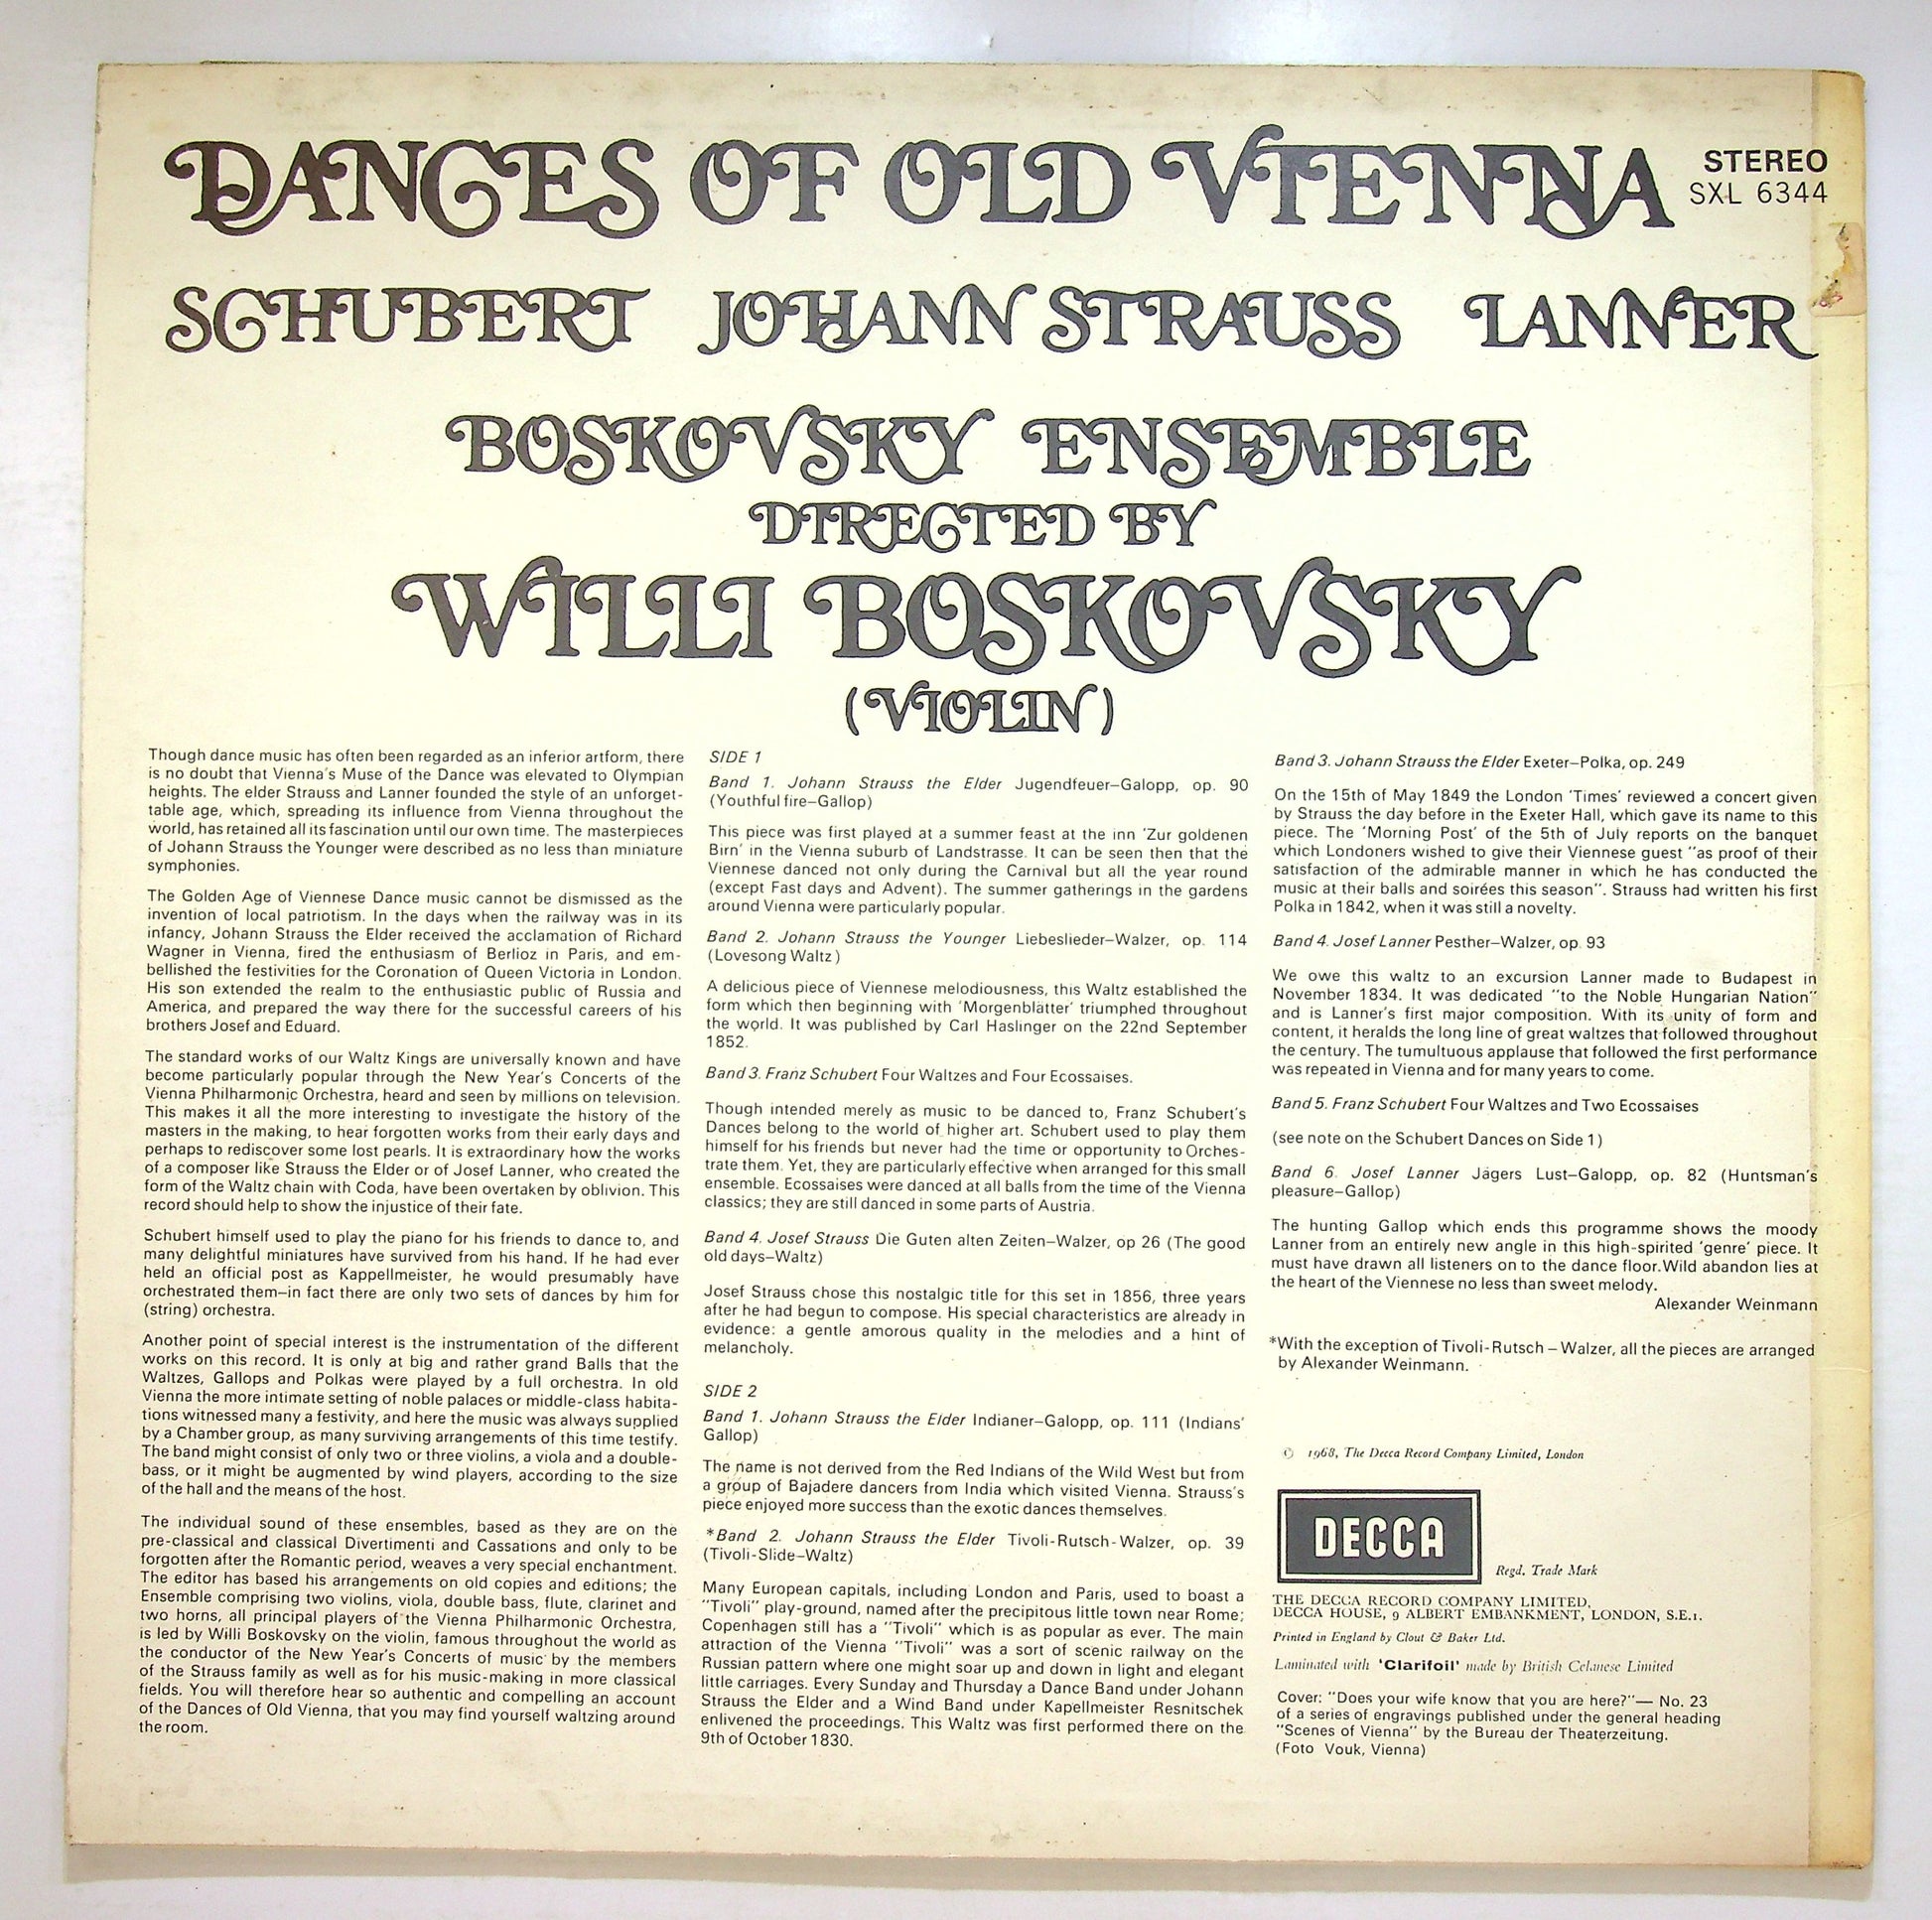 DANCES OF OLD VIENNA
STEREO
SXL 6344
SCHUBERT JOHANN STRAUSS LANNER
BOSKOVSKY ENSEMBLE
DIRECTED BY
WILLI BOSKOVSKY
(VIOLIN)
Though dance music has often been regarded as an inferior artform, there
is no doubt that Vienna's Muse of the Dance was elevated to Olympian
heights. The elder Strauss and Lanner founded the style of an unforget-
table age, which, spreading its influence from Vienna throughout the
world, has retained all its fascination until our own time. The masterpieces
of Johann Strauss the Younger were described as no less than miniature
symphonies.
The Golden Age of Viennese Dance music cannot be dismissed as the
invention of local patriotism. In the days when the railway was in its
infancy, Johann Strauss the Elder received the acclamation of Richard
Wagner in Vienna, fired the enthusiasm of Berlioz in Paris, and em-
bellished the festivities for the Coronation of Queen Victoria in London.
His son extended the realm to the enthusiastic public of Russia and
America, and prepared the way there for the successful careers of his
brothers Josef and Eduard.
The standard works of our Waltz Kings are universally known and have
become particularly popular through the New Year's Concerts of the
Vienna Philharmonic Orchestra, heard and seen by millions on television.
This makes it all the more interesting to investigate the history of the
masters in the making, to hear forgotten works from their early days and
perhaps to rediscover some lost pearls. It is extraordinary how the works
of a composer like Strauss the Elder or of Josef Lanner, who created the
form of the Waltz chain with Coda, have been overtaken by oblivion. This
record should help to show the injustice of their fate.
Schubert himself used to play the piano for his friends to dance to, and
many delightful miniatures have survived from his hand. If he had ever
held an official post as Kappellmeister, he would presumably have
orchestrated them–in fact there are only two sets of dances by him for
(string) orchestra.
Another point of special interest is the instrumentation of the different
works on this record. It is only at big and rather grand Balls that the
Waltzes, Gallops and Polkas were played by a full orchestra. In old
Vienna the more intimate setting of noble palaces or middle-class habita-
tions witnessed many a festivity, and here the music was always supplied
by a Chamber group, as many surviving arrangements of this time testify.
The band might consist of only two or three violins, a viola and a double-
bass, or it might be augmented by wind players, according to the size
of the hall and the means of the host.
The individual sound of these ensembles, based as they are on the
pre-classical and classical Divertimenti and Cassations and only to be
forgotten after the Romantic period, weaves a very special enchantment.
The editor has based his arrangements on old copies and editions; the
Ensemble comprising two violins, viola, double bass, flute, clarinet and
two horns, all principal players of the Vienna Philharmonic Orchestra,
is led by Willi Boskovsky on the violin, famous throughout the world as
the conductor of the New Year's Concerts of music by the members
of the Strauss family as well as for his music-making in more classical
fields. You will therefore hear so authentic and compelling an account
of the Dances of Old Vienna, that you may find yourself waltzing around
the room.
SIDE 1
Band 1. Johann Strauss the Elder Jugendfeuer–Galopp, op. 90
(Youthful fire–Gallop)
This piece was first played at a summer feast at the inn 'Zur goldenen
Birn' in the Vienna suburb of Landstrasse. It can be seen then that the
Viennese danced not only during the Carnival but all the year round
(except Fast days and Advent). The summer gatherings in the gardens
around Vienna were particularly popular.
Band 2. Johann Strauss the Younger Liebeslieder–Walzer, op. 114
(Lovesong Waltz)
A delicious piece of Viennese melodiousness, this Waltz established the
form which then beginning with 'Morgenblätter' triumphed throughout
the world. It was published by Carl Haslinger on the 22nd September
1852.
Band 3. Franz Schubert Four Waltzes and Four Ecossaises.
Though intended merely as music to be danced to, Franz Schubert's
Dances belong to the world of higher art. Schubert used to play them
himself for his friends but never had the time or opportunity to Orches-
trate them. Yet, they are particularly effective when arranged for this small
ensemble. Ecossaises were danced at all balls from the time of the Vienna
classics; they are still danced in some parts of Austria.
Band 4. Josef Strauss Die Guten alten Zeiten–Walzer, op 26 (The good
old days–Waltz)
Josef Strauss chose this nostalgic title for this set in 1856, three years
after he had begun to compose. His special characteristics are already in
evidence: a gentle amorous quality in the melodies and a hint of
melancholy.
SIDE 2
Band 1. Johann Strauss the Elder Indianer–Galopp, op. 111 (Indians'
Gallop)
The name is not derived from the Red Indians of the Wild West but from
a group of Bajadere dancers from India which visited Vienna. Strauss's
piece enjoyed more success than the exotic dances themselves.
*Band 2. Johann Strauss the Elder Tivoli-Rutsch-Walzer, op. 39
(Tivoli-Slide–Waltz)
Many European capitals, including London and Paris, used to boast a
"Tivoli" play-ground, named after the precipitous little town near Rome;
Copenhagen still has a "Tivoli" which is as popular as ever. The main
attraction of the Vienna "Tivoli" was a sort of scenic railway on the
Russian pattern where one might soar up and down in light and elegant
little carriages. Every Sunday and Thursday a Dance Band under Johann
Strauss the Elder and a Wind Band under Kapellmeister Resnitschek
enlivened the proceedings. This Waltz was first performed there on the
9th of October 1830.
Band 3. Johann Strauss the Elder Exeter–Polka, op. 249
On the 15th of May 1849 the London 'Times' reviewed a concert given
by Strauss the day before in the Exeter Hall, which gave its name to this
piece. The 'Morning Post' of the 5th of July reports on the banquet
which Londoners wished to give their Viennese guest "as proof of their
satisfaction of the admirable manner in which he has conducted the
music at their balls and soirées this season". Strauss had written his first
Polka in 1842, when it was still a novelty.
Band 4. Josef Lanner Pesther–Walzer, op. 93
We owe this waltz to an excursion Lanner made to Budapest in
November 1834. It was dedicated "to the Noble Hungarian Nation"
and is Lanner's first major composition. With its unity of form and
content, it heralds the long line of great waltzes that followed throughout
the century. The tumultuous applause that followed the first performance
was repeated in Vienna and for many years to come.
Band 5. Franz Schubert Four Waltzes and Two Ecossaises
(see note on the Schubert Dances on Side 1)
Band 6. Josef Lanner Jägers Lust–Galopp, op. 82 (Huntsman's
pleasure–Gallop)
The hunting Gallop which ends this programme shows the moody
Lanner from an entirely new angle in this high-spirited 'genre' piece. It
must have drawn all listeners on to the dance floor. Wild abandon lies at
the heart of the Viennese no less than sweet melody.
Alexander Weinmann
*With the exception of Tivoli-Rutsch – Walzer, all the pieces are arranged
by Alexander Weinmann.
© 1968, The Decca Record Company Limited, London
DECCA
Regd. Trade Mark
THE DECCA RECORD COMPANY LIMITED,
DECCA HOUSE, 9 ALBERT EMBANKMENT, LONDON, S.E.1.
Printed in England by Clout & Baker Ltd.
Laminated with 'Clarifoil' made by British Celanese Limited
Cover: "Does your wife know that you are here?"— No. 23
of a series of engravings published under the general heading
"Scenes of Vienna" by the Bureau der Theaterzeitung.
(Foto Vouk, Vienna)